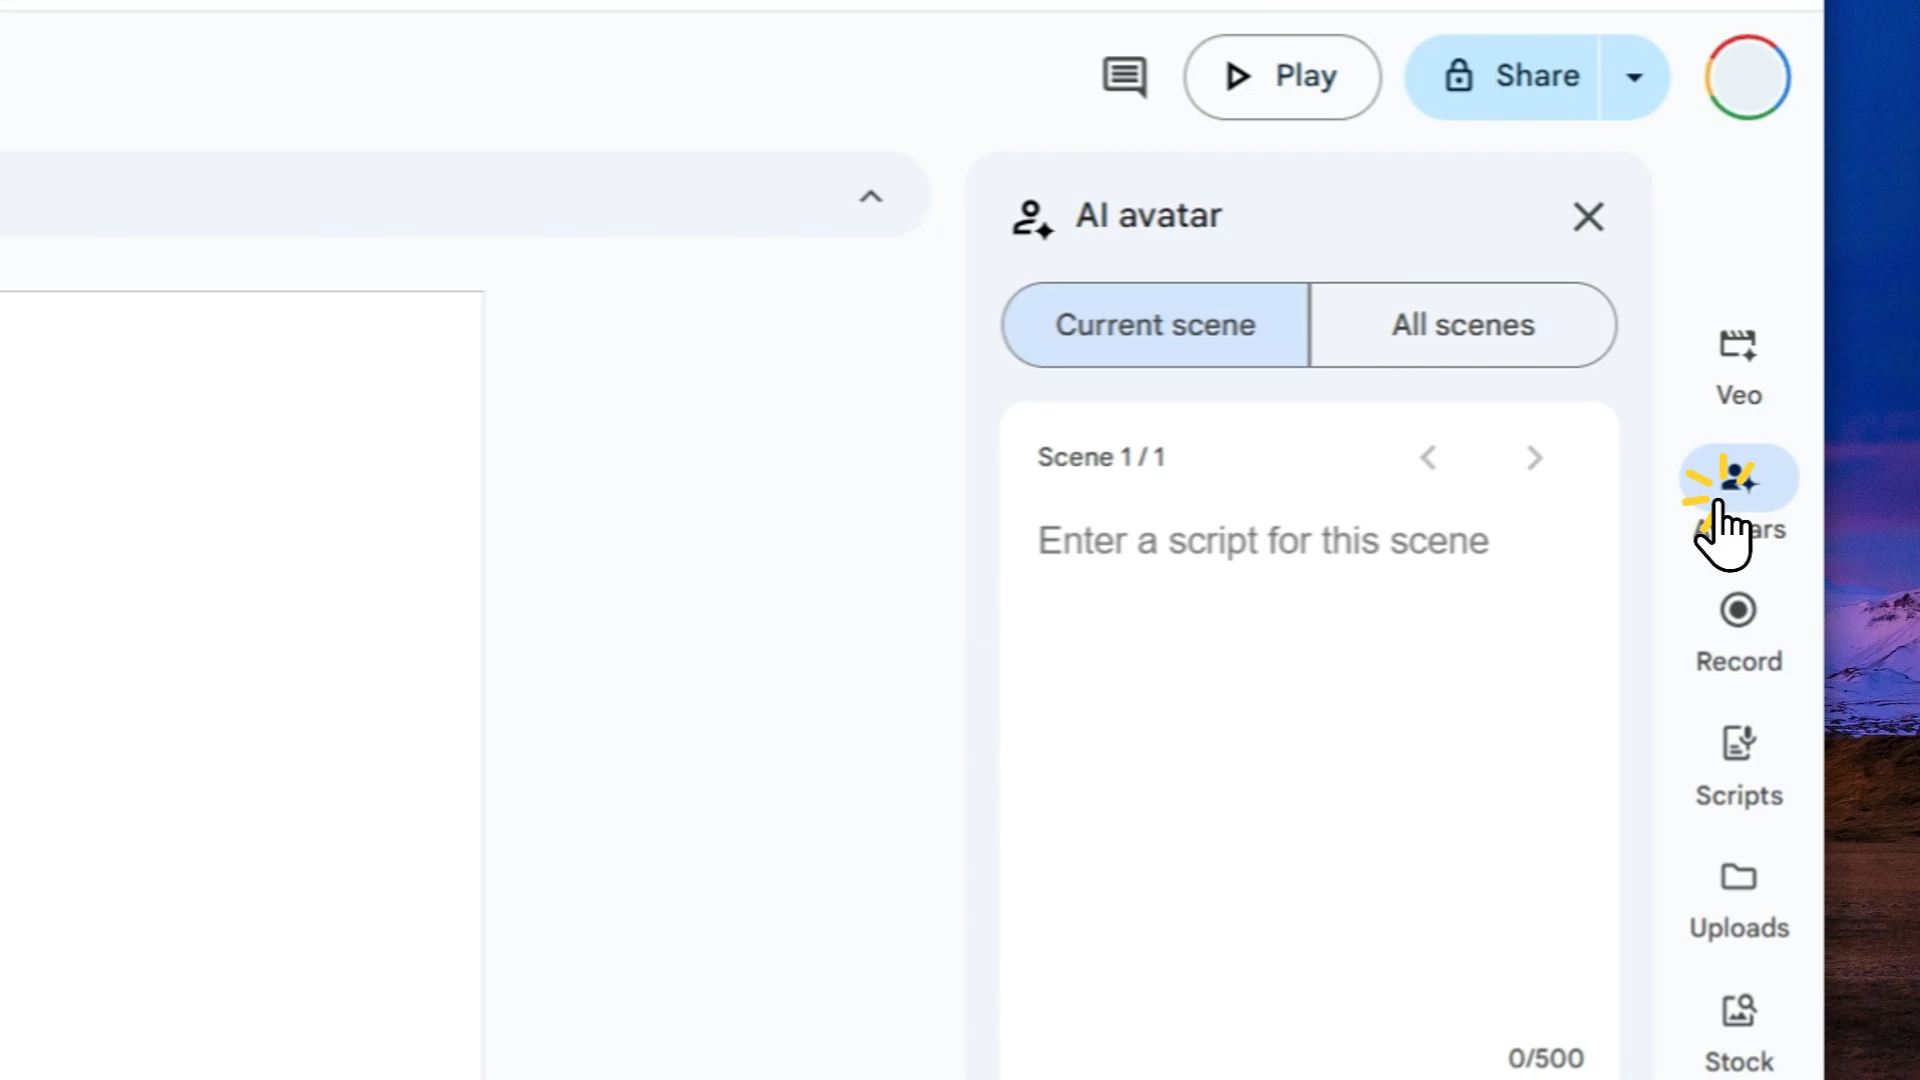 Play
Share
AI avatar
Current scene
All scenes
Veo
Scene 1 / 1
Enter a script for this scene
Record
Scripts
Uploads
Stock
0/500